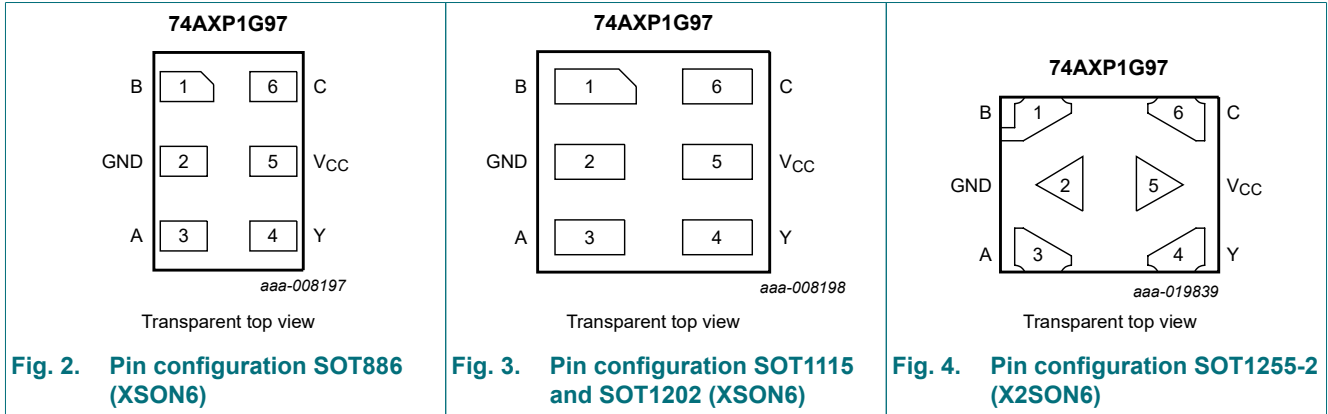 74AXP1G97
B 1 6 C
GND 2 5 VCC
A 3 4 Y
aaa-008197
Transparent top view
Fig. 2. Pin configuration SOT886
(XSON6)
74AXP1G97
B 1 6 C
GND 2 5 VCC
A 3 4 Y
aaa-008198
Transparent top view
Fig. 3. Pin configuration SOT1115
and SOT1202 (XSON6)
74AXP1G97
B 1 6 C
GND 2 5 VCC
A 3 4 Y
aaa-019839
Transparent top view
Fig. 4. Pin configuration SOT1255-2
(X2SON6)